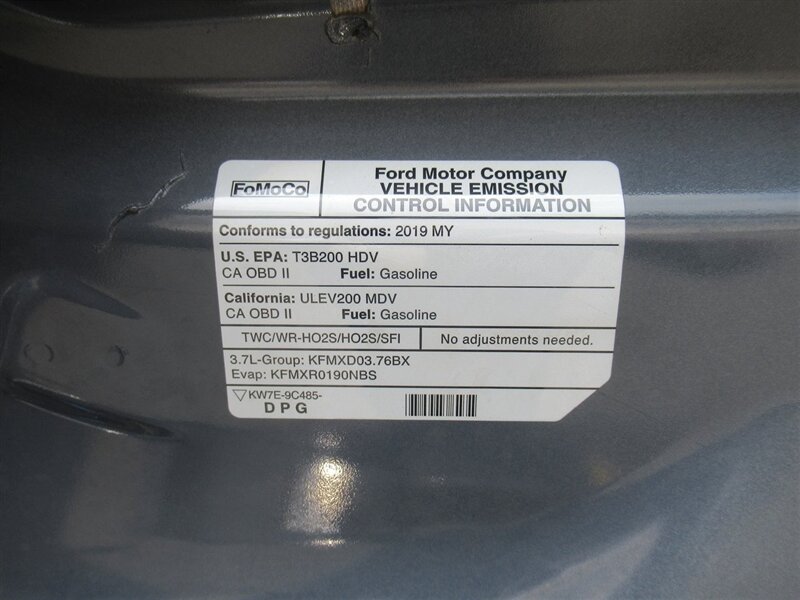 FoMoCo
Ford Motor Company
VEHICLE EMISSION
CONTROL INFORMATION
Conforms to regulations: 2019 MY
U.S. EPA: T3B200 HDV
CA OBD II Fuel: Gasoline
California: ULEV200 MDV
CA OBD II Fuel: Gasoline
TWC/WR-HO2S/HO2S/SFI No adjustments needed.
3.7L-Group: KFMXD03.76BX
Evap: KFMXR0190NBS
KW7E-9C485-
D P G